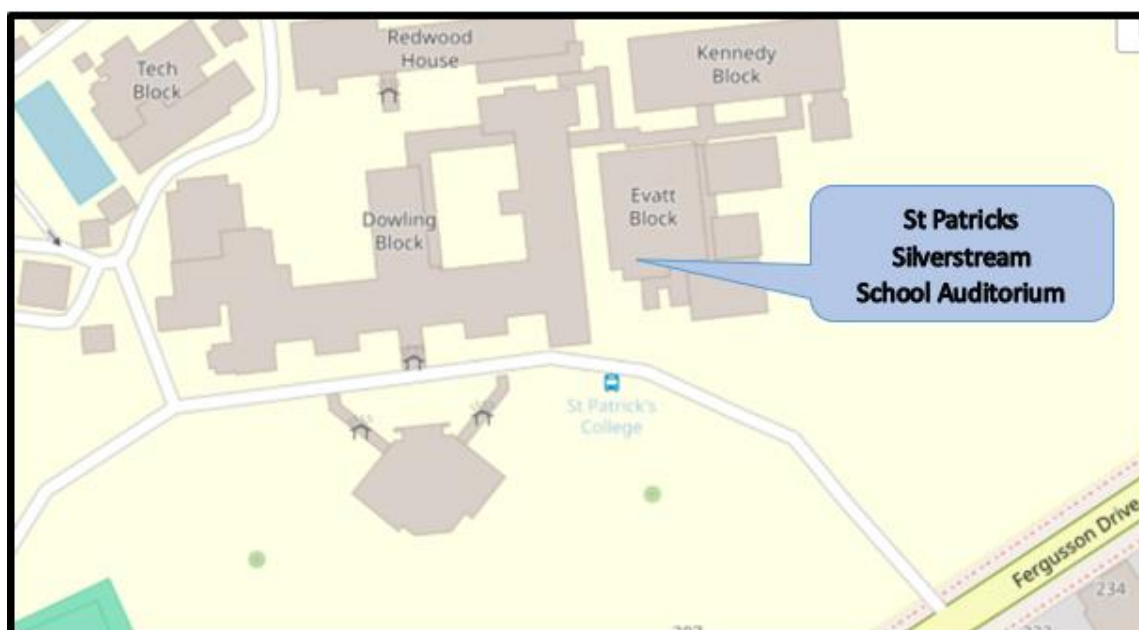 Redwood
House
Kennedy
Block
Tech
Block
Evatt
Block
Dowling
Block
St Patricks
Silverstream
School Auditorium
St Patrick's
College
Fergusson Drive
234